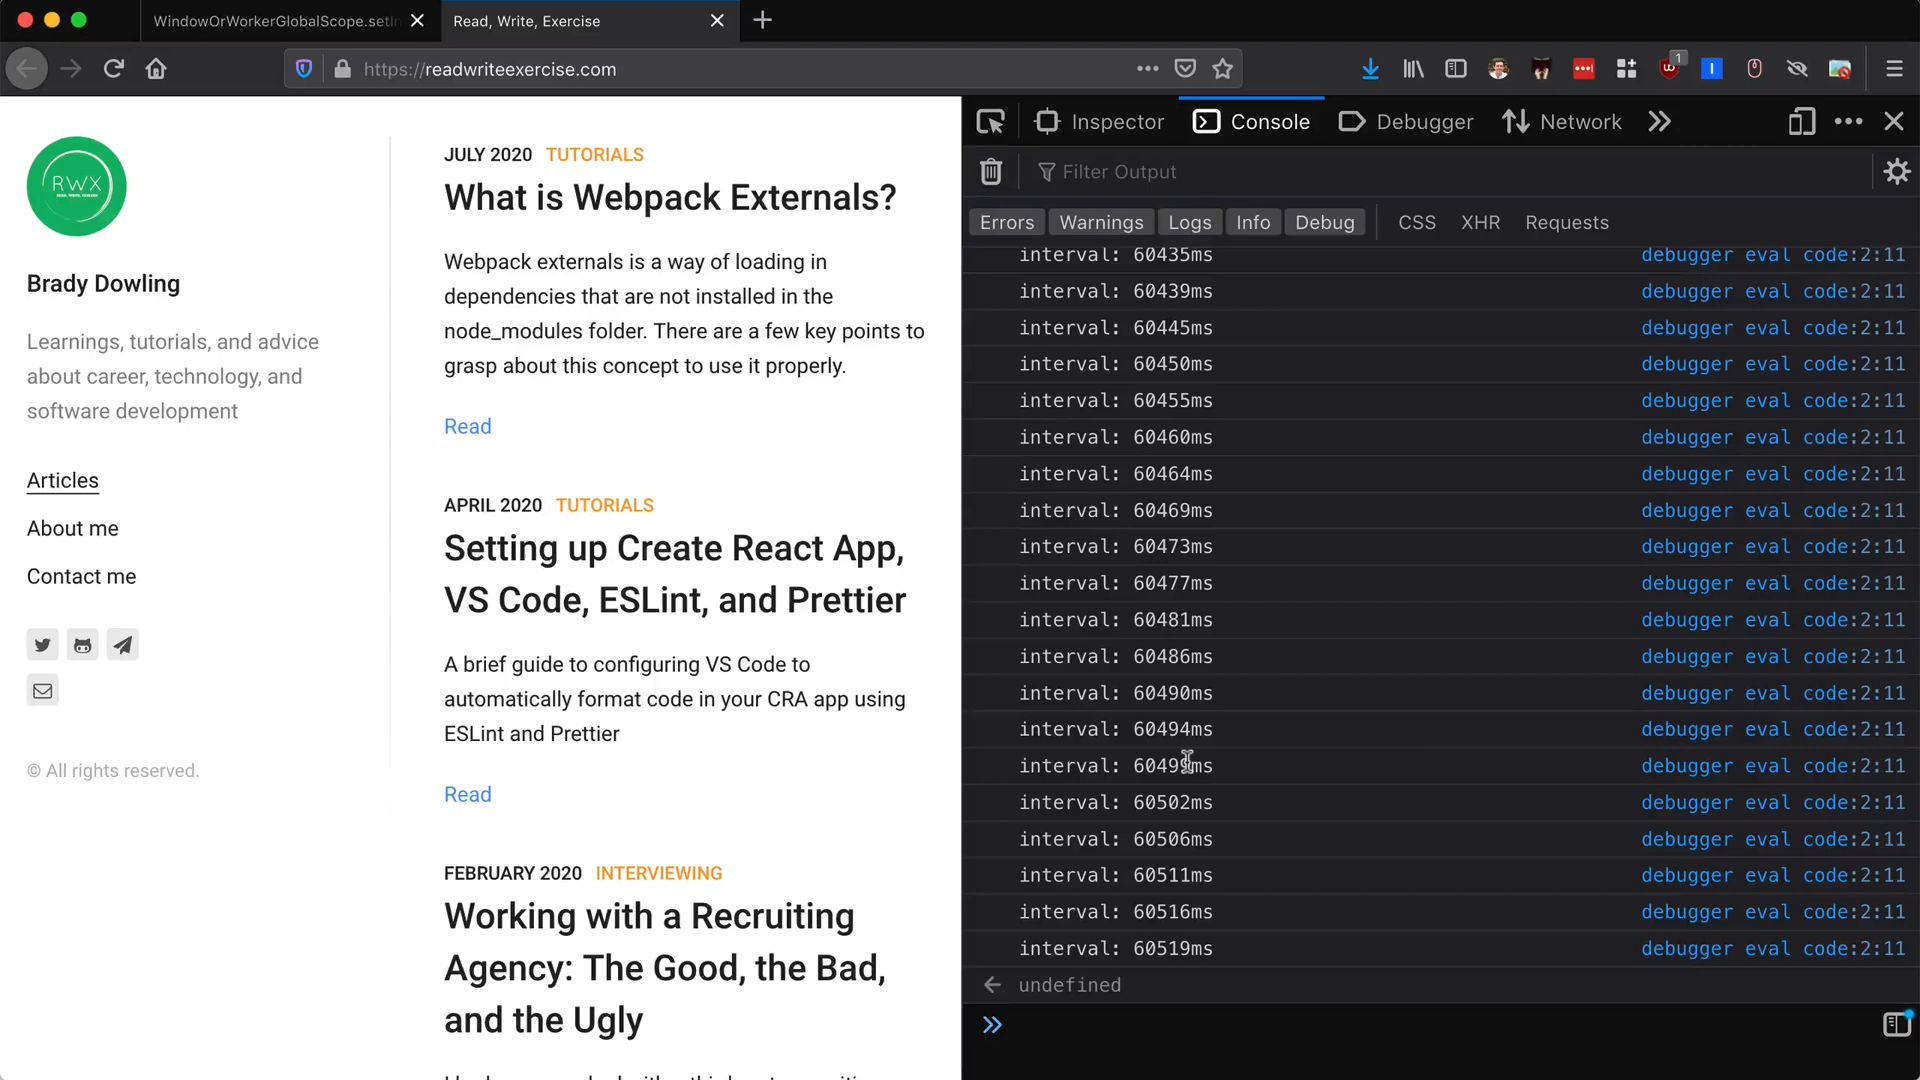 WindowOrWorkerGlobalScope.setIn
Read, Write, Exercise
https://readwriteexercise.com
1
RWX
Brady Dowling
Learnings, tutorials, and advice
about career, technology, and
software development
Articles
About me
Contact me
© All rights reserved.
JULY 2020 TUTORIALS
What is Webpack Externals?
Webpack externals is a way of loading in
dependencies that are not installed in the
node_modules folder. There are a few key points to
grasp about this concept to use it properly.
Read
APRIL 2020 TUTORIALS
Setting up Create React App,
VS Code, ESLint, and Prettier
A brief guide to configuring VS Code to
automatically format code in your CRA app using
ESLint and Prettier
Read
FEBRUARY 2020 INTERVIEWING
Working with a Recruiting
Agency: The Good, the Bad,
and the Ugly
Inspector Console Debugger Network
Filter Output
Errors Warnings Logs Info Debug CSS XHR Requests
interval: 60435ms debugger eval code:2:11
interval: 60439ms debugger eval code:2:11
interval: 60445ms debugger eval code:2:11
interval: 60450ms debugger eval code:2:11
interval: 60455ms debugger eval code:2:11
interval: 60460ms debugger eval code:2:11
interval: 60464ms debugger eval code:2:11
interval: 60469ms debugger eval code:2:11
interval: 60473ms debugger eval code:2:11
interval: 60477ms debugger eval code:2:11
interval: 60481ms debugger eval code:2:11
interval: 60486ms debugger eval code:2:11
interval: 60490ms debugger eval code:2:11
interval: 60494ms debugger eval code:2:11
interval: 60499ms debugger eval code:2:11
interval: 60502ms debugger eval code:2:11
interval: 60506ms debugger eval code:2:11
interval: 60511ms debugger eval code:2:11
interval: 60516ms debugger eval code:2:11
interval: 60519ms debugger eval code:2:11
undefined